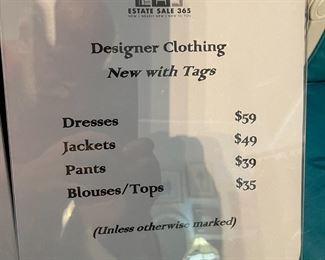 ESTATE SALE 365
Designer Clothing
New with Tags
Dresses $59
Jackets $49
Pants $39
Blouses/Tops $35
(Unless otherwise marked)